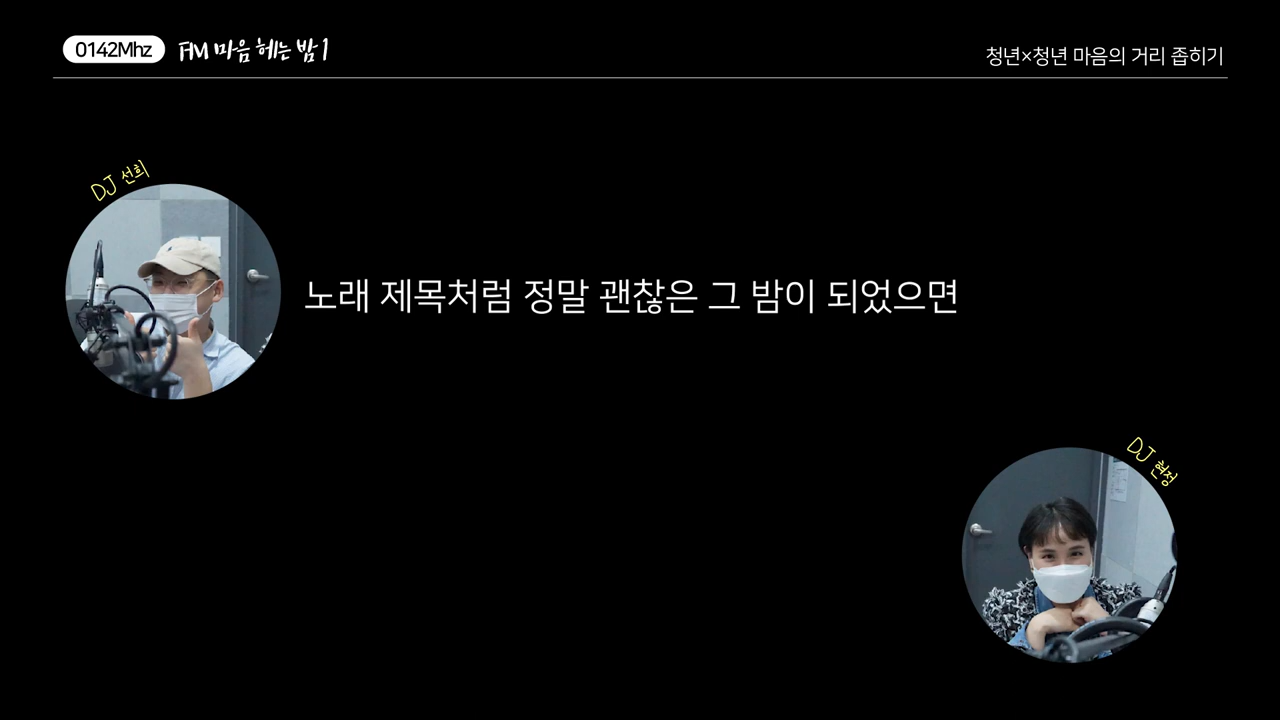 0142Mhz FM 마음 헤는 밤 1
청년×청년 마음의 거리 좁히기
DJ 선희
노래 제목처럼 정말 괜찮은 그 밤이 되었으면
DJ 현정